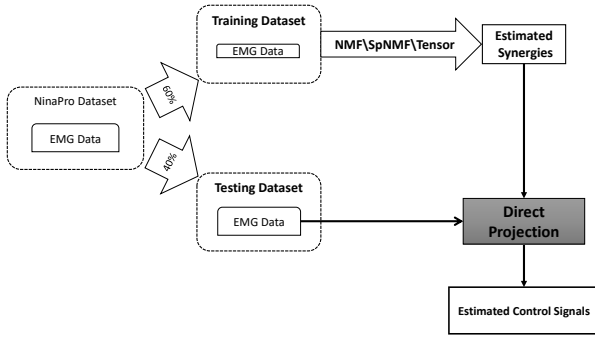 Training Dataset
EMG Data
NMF\SpNMF\Tensor
Estimated
Synergies
60%
NinaPro Dataset
EMG Data
40%
Testing Dataset
EMG Data
Direct
Projection
Estimated Control Signals